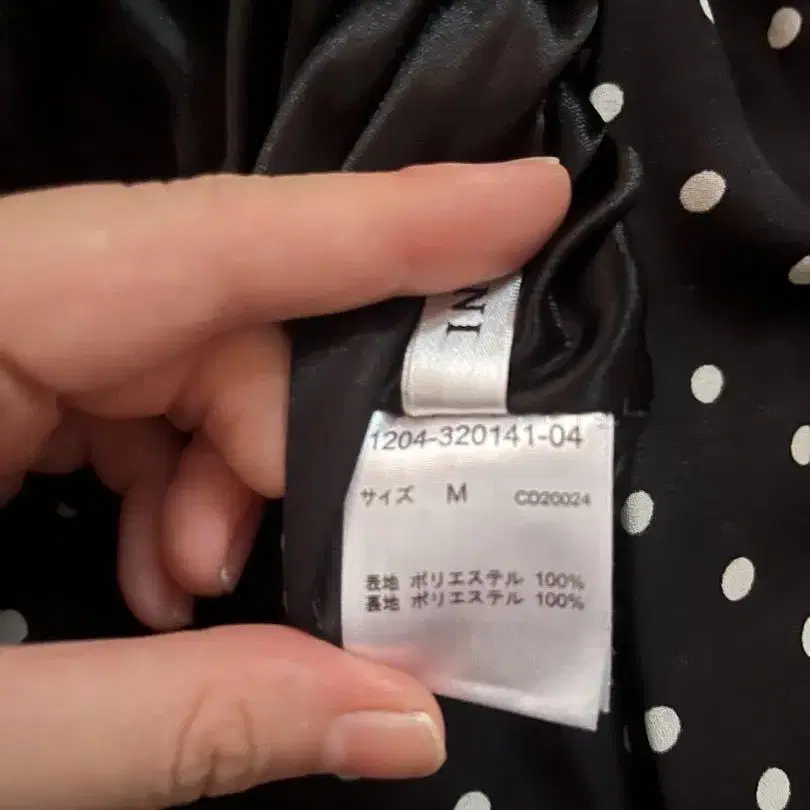 NI
1204-320141-04
サイズ M CD20024
表地 ポリエステル 100%
裏地 ポリエステル 100%